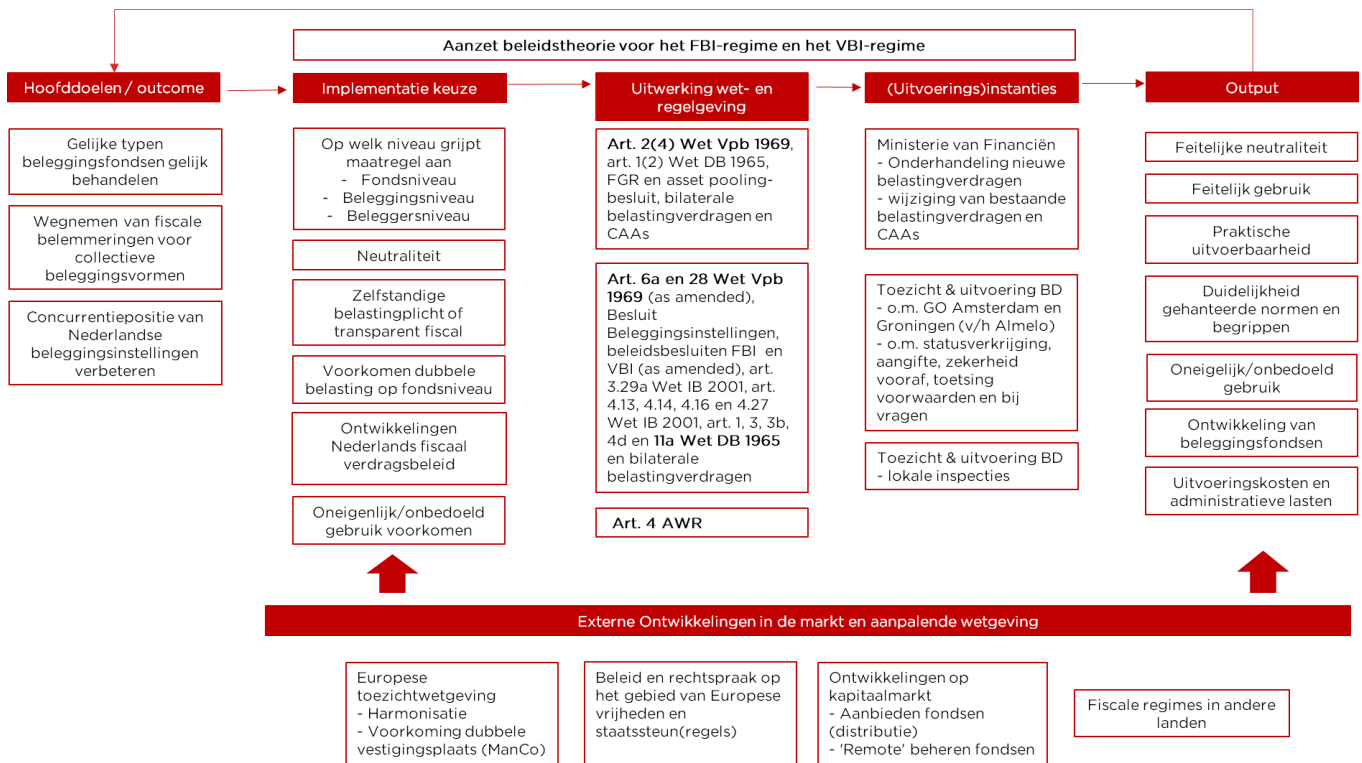 Aanzet beleidstheorie voor het FBI-regime en het VBI-regime
Hoofddoelen / outcome
Gelijke typen
beleggingsfondsen gelijk
behandelen
Wegnemen van fiscale
belemmeringen voor
collectieve
beleggingsvormen
Concurrentiepositie van
Nederlandse
beleggingsinstellingen
verbeteren
Implementatie keuze
Op welk niveau grijpt
maatregel aan
- Fondsniveau
- Beleggingsniveau
- Beleggersniveau
Neutraliteit
Zelfstandige
belastingplicht of
transparant fiscal
Voorkomen dubbele
belasting op fondsniveau
Ontwikkelingen
Nederlands fiscaal
verdragsbeleid
Oneigenlijk/onbedoeld
gebruik voorkomen
Uitwerking wet- en
regelgeving
Art. 2(4) Wet Vpb 1969,
art. 1(2) Wet DB 1965,
FGR en asset pooling-
besluit, bilaterale
belastingverdragen en
CAAs
Art. 6a en 28 Wet Vpb
1969 (as amended),
Besluit
Beleggingsinstellingen,
beleidsbesluiten FBI en
VBI (as amended), art.
3.29a Wet IB 2001, art.
4.13, 4.14, 4.16 en 4.27
Wet IB 2001, art. 1, 3, 3b,
4d en 11a Wet DB 1965
en bilaterale
belastingverdragen
Art. 4 AWR
(Uitvoerings)instanties
Ministerie van Financiën
- Onderhandeling nieuwe
belastingverdragen
- wijziging van bestaande
belastingverdragen en
CAAs
Toezicht & uitvoering BD
- o.m. GO Amsterdam en
Groningen (v/h Almelo)
- o.m. statusverkrijging,
aangifte, zekerheid
vooraf, toetsing
voorwaarden en bij
vragen
Toezicht & uitvoering BD
- lokale inspecties
Output
Feitelijke neutraliteit
Feitelijk gebruik
Praktische
uitvoerbaarheid
Duidelijkheid
gehanteerde normen en
begrippen
Oneigelijk/onbedoeld
gebruik
Ontwikkeling van
beleggingsfondsen
Uitvoeringskosten en
administratieve lasten
Externe Ontwikkelingen in de markt en aanpalende wetgeving
Europese
toezichtwetgeving
- Harmonisatie
- Voorkoming dubbele
vestigingsplaats (ManCo)
Beleid en rechtspraak op
het gebied van Europese
vrijheden en
staatssteun(regels)
Ontwikkelingen op
kapitaalmarkt
- Aanbieden fondsen
(distributie)
- 'Remote' beheren fondsen
Fiscale regimes in andere
landen